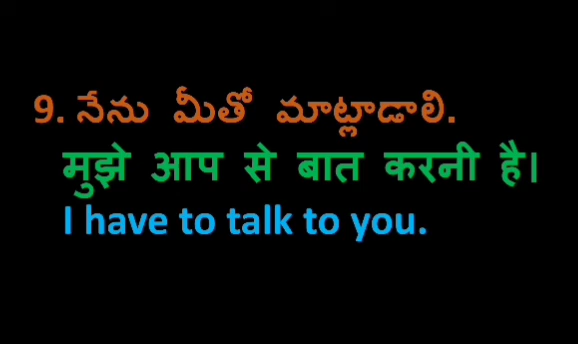 9. నేను మీతో మాట్లాడాలి.
मुझे आप से बात करनी है।
I have to talk to you.